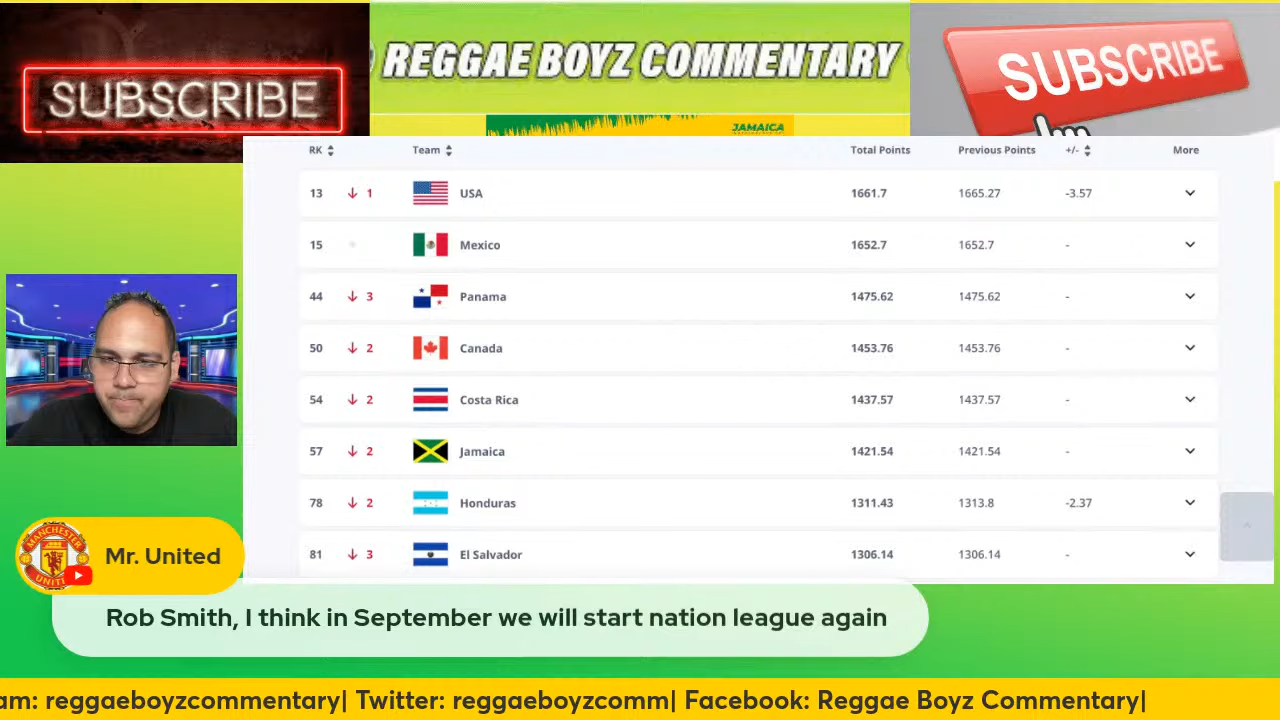 SUBSCRIBE
REGGAE BOYZ COMMENTARY
SUBSCRIBE
JAMAICA
RK Team Total Points Previous Points +/- More
13 1 USA 1661.7 1665.27 -3.57
15 Mexico 1652.7 1652.7 -
44 3 Panama 1475.62 1475.62 -
50 2 Canada 1453.76 1453.76 -
54 2 Costa Rica 1437.57 1437.57 -
57 2 Jamaica 1421.54 1421.54 -
78 2 Honduras 1311.43 1313.8 -2.37
81 3 El Salvador 1306.14 1306.14 -
MANCHESTER
UNITED
Mr. United
Rob Smith, I think in September we will start nation league again
am: reggaeboyzcommentary| Twitter: reggaeboyzcomm| Facebook: Reggae Boyz Commentary|